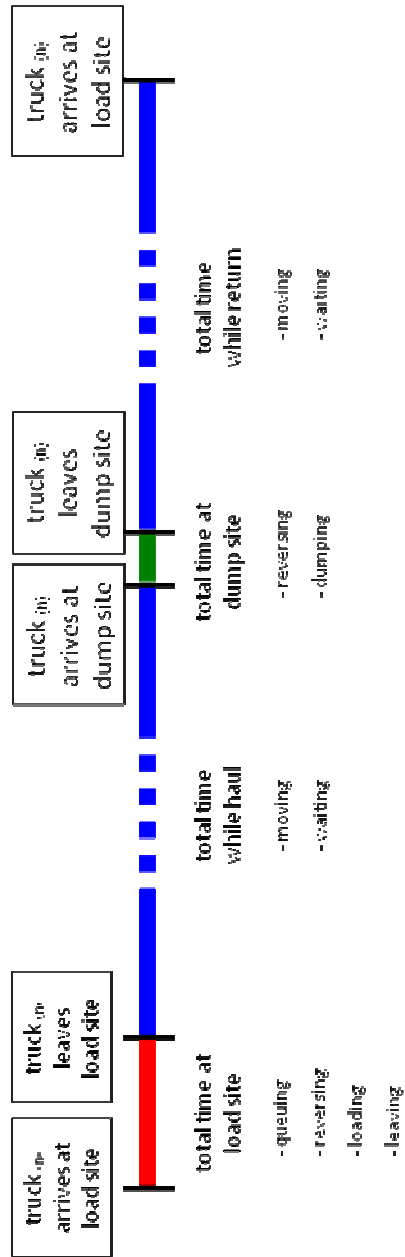 truck (n)
arrives at
load site
truck (n)
leaves
load site
truck (n)
arrives at
dump site
truck (n)
leaves
dump site
truck (n)
arrives at
load site
total time at
load site
- queuing
- reversing
- loading
- leaving
total time
while haul
- moving
- waiting
total time at
dump site
- reversing
- dumping
total time
while return
- moving
- waiting